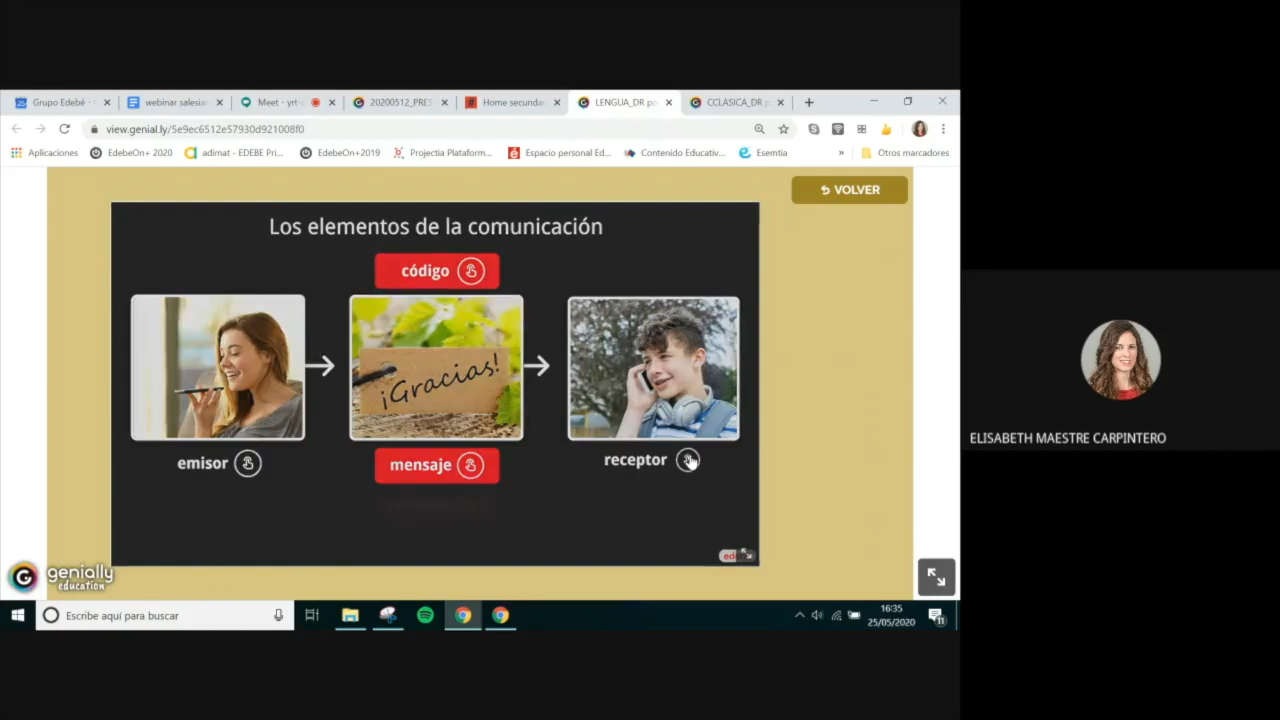 Grupo Edebé -
webinar salesia
Meet - yrt-
20200512_PRES
Home secundar
LENGUA_DR po
CCLASICA_DR p
view.genial.ly/5e9ec6512e57930d921008f0
Aplicaciones
EdebeOn+ 2020
adimat - EDEBE Pri...
EdebeOn+2019
Projectia Plataform...
Espacio personal Ed...
Contenido Educativ...
Esemtia
»
Otros marcadores
VOLVER
Los elementos de la comunicación
código
¡Gracias!
emisor
mensaje
receptor
genially
education
ELISABETH MAESTRE CARPINTERO
Escribe aquí para buscar
16:35
25/05/2020
11